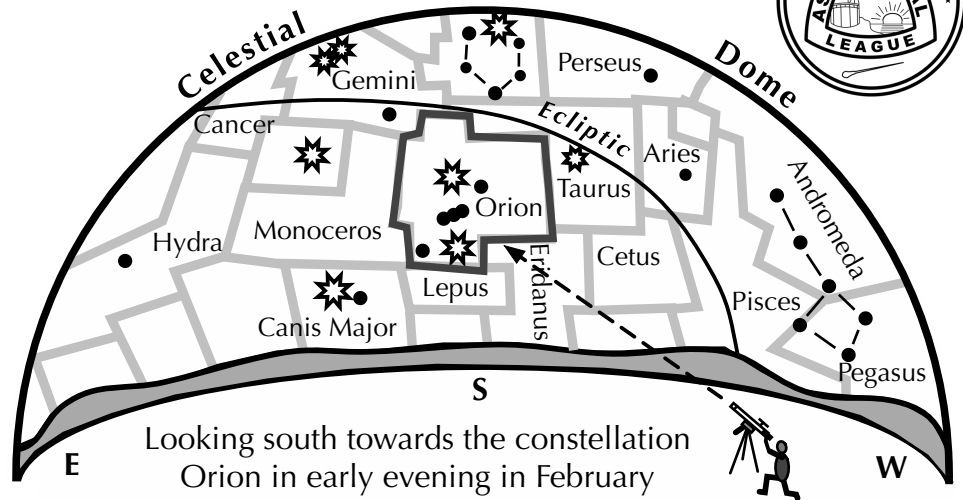 Celestial
Dome
LEAGUE
Gemini
Perseus
Ecliptic
Cancer
Aries
Taurus
Andromeda
Orion
Hydra
Monoceros
Cetus
Eridanus
Lepus
Pisces
Canis Major
Pegasus
S
E
W
Looking south towards the constellation
Orion in early evening in February